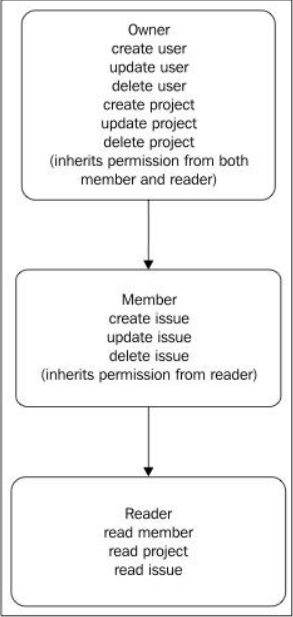 Owner
create user
update user
delete user
create project
update project
delete project
(inherits permission from both
member and reader)
Member
create issue
update issue
delete issue
(inherits permission from reader)
Reader
read member
read project
read issue